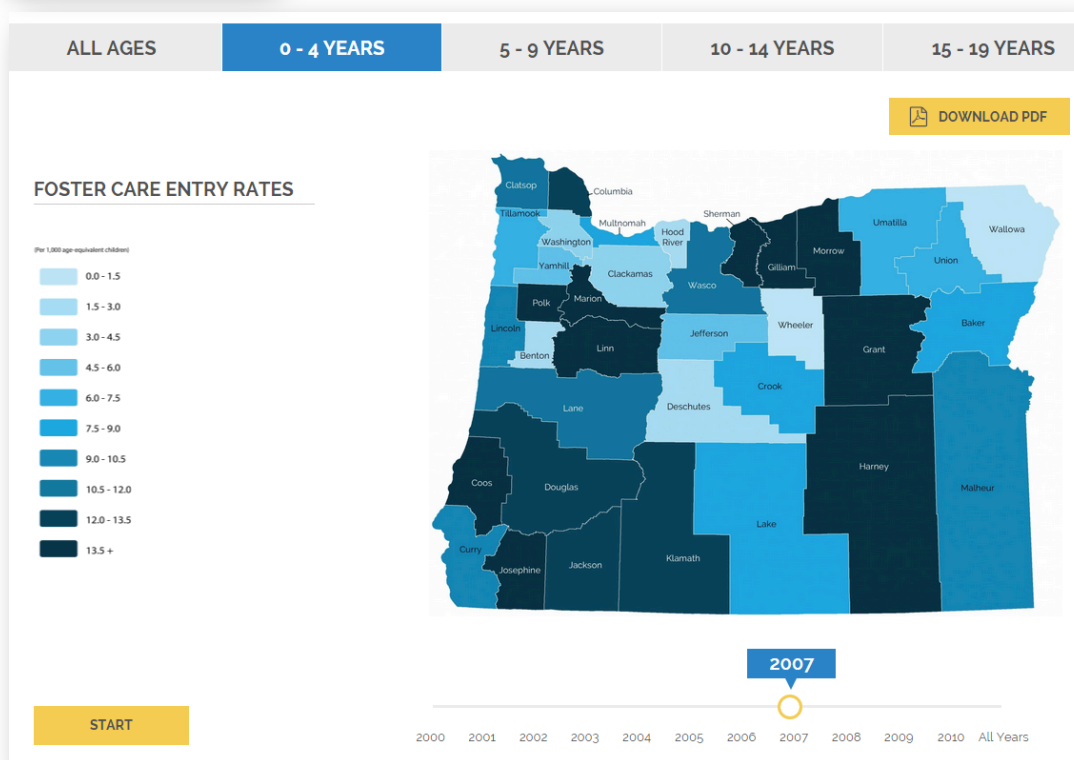 ALL AGES
0 - 4 YEARS
5 - 9 YEARS
10 - 14 YEARS
15 - 19 YEARS
DOWNLOAD PDF
FOSTER CARE ENTRY RATES
(Per 1,000 age-equivalent children)
0.0 - 1.5
1.5 - 3.0
3.0 - 4.5
4.5 - 6.0
6.0 - 7.5
7.5 - 9.0
9.0 - 10.5
10.5 - 12.0
12.0 - 13.5
13.5 +
Clatsop
Columbia
Tillamook
Multnomah
Sherman
Hood
River
Umatilla
Wallowa
Washington
Yamhill
Clackamas
Gilliam
Morrow
Union
Wasco
Polk
Marion
Lincoln
Jefferson
Wheeler
Baker
Benton
Linn
Grant
Crook
Lane
Deschutes
Coos
Douglas
Harney
Malheur
Lake
Curry
Josephine
Jackson
Klamath
2007
START
2000
2001
2002
2003
2004
2005
2006
2007
2008
2009
2010
All Years